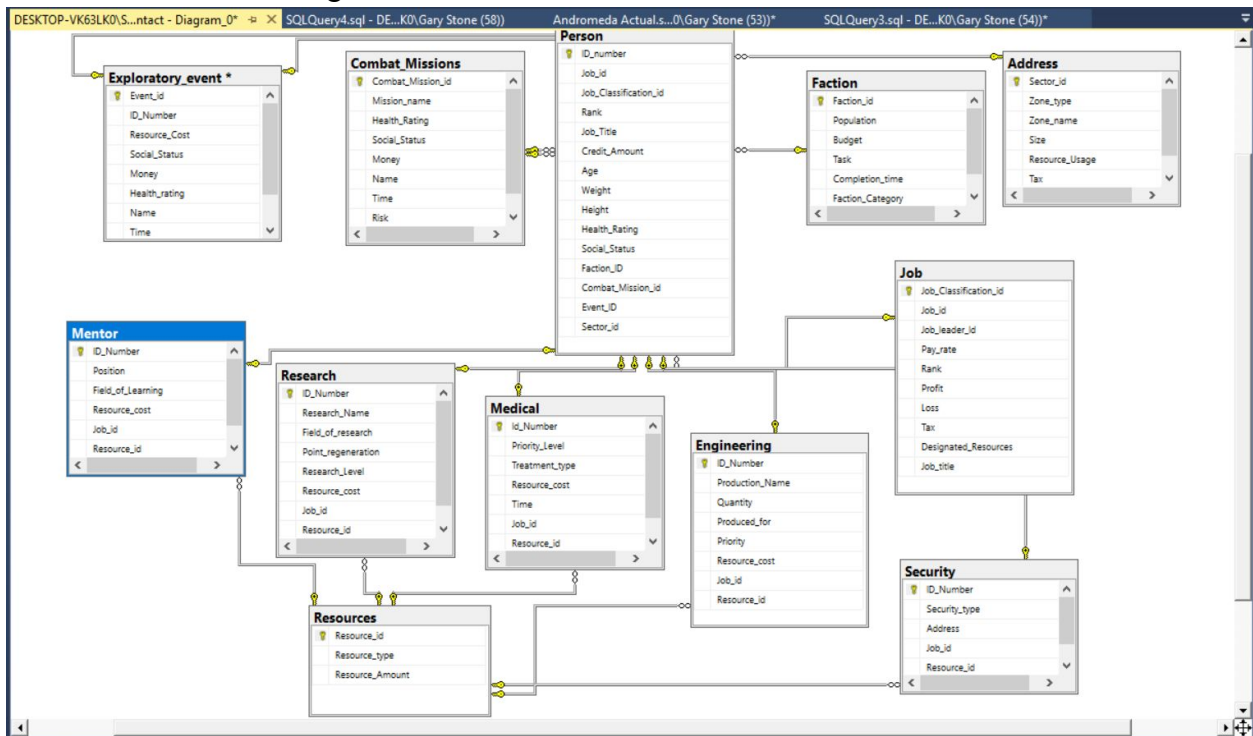 DESKTOP-VK63LK0\S...ntact - Diagram_0*
SQLQuery4.sql - DE...K0\Gary Stone (58))
Andromeda Actual.s...0\Gary Stone (53))*
SQLQuery3.sql - DE...K0\Gary Stone (54))*
Exploratory_event *
Event_id
ID_Number
Resource_Cost
Social_Status
Money
Health_rating
Name
Time
Combat_Missions
Combat_Mission_id
Mission_name
Health_Rating
Social_Status
Money
Name
Time
Risk
Person
ID_number
Job_id
Job_Classification_id
Rank
Job_Title
Credit_Amount
Age
Weight
Height
Health_Rating
Social_Status
Faction_ID
Combat_Mission_id
Event_ID
Sector_id
Faction
Faction_id
Population
Budget
Task
Completion_time
Faction_Category
Address
Sector_id
Zone_type
Zone_name
Size
Resource_Usage
Tax
Mentor
ID_Number
Position
Field_of_Learning
Resource_cost
Job_id
Resource_id
Research
ID_Number
Research_Name
Field_of_research
Point_regeneration
Research_Level
Resource_cost
Job_id
Resource_id
Medical
Id_Number
Priority_Level
Treatment_type
Resource_cost
Time
Job_id
Resource_id
Engineering
ID_Number
Production_Name
Quantity
Produced_for
Priority
Resource_cost
Job_id
Resource_id
Job
Job_Classification_id
Job_id
Job_leader_id
Pay_rate
Rank
Profit
Loss
Tax
Designated_Resources
Job_title
Security
ID_Number
Security_type
Address
Job_id
Resource_id
Resources
Resource_id
Resource_type
Resource_Amount